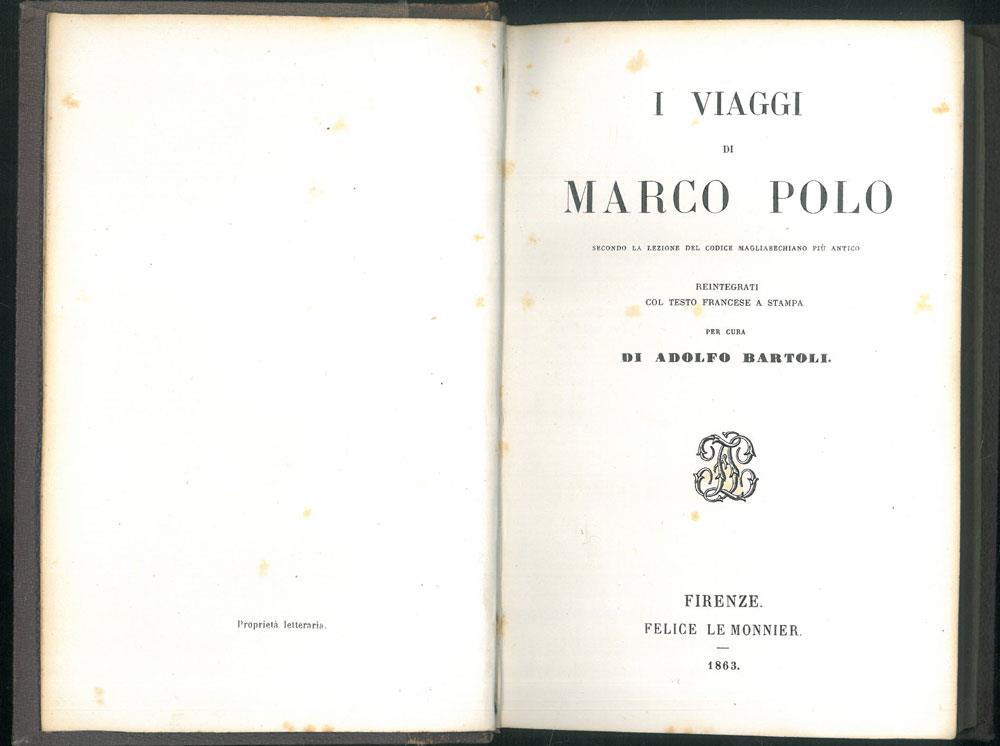 Proprietà letteraria.
I VIAGGI
DI
MARCO POLO
SECONDO LA LEZIONE DEL CODICE MAGLIABECHIANO PIÙ ANTICO
REINTEGRATI
COL TESTO FRANCESE A STAMPA
PER CURA
DI ADOLFO BARTOLI.
FIRENZE.
FELICE LE MONNIER.
1863.